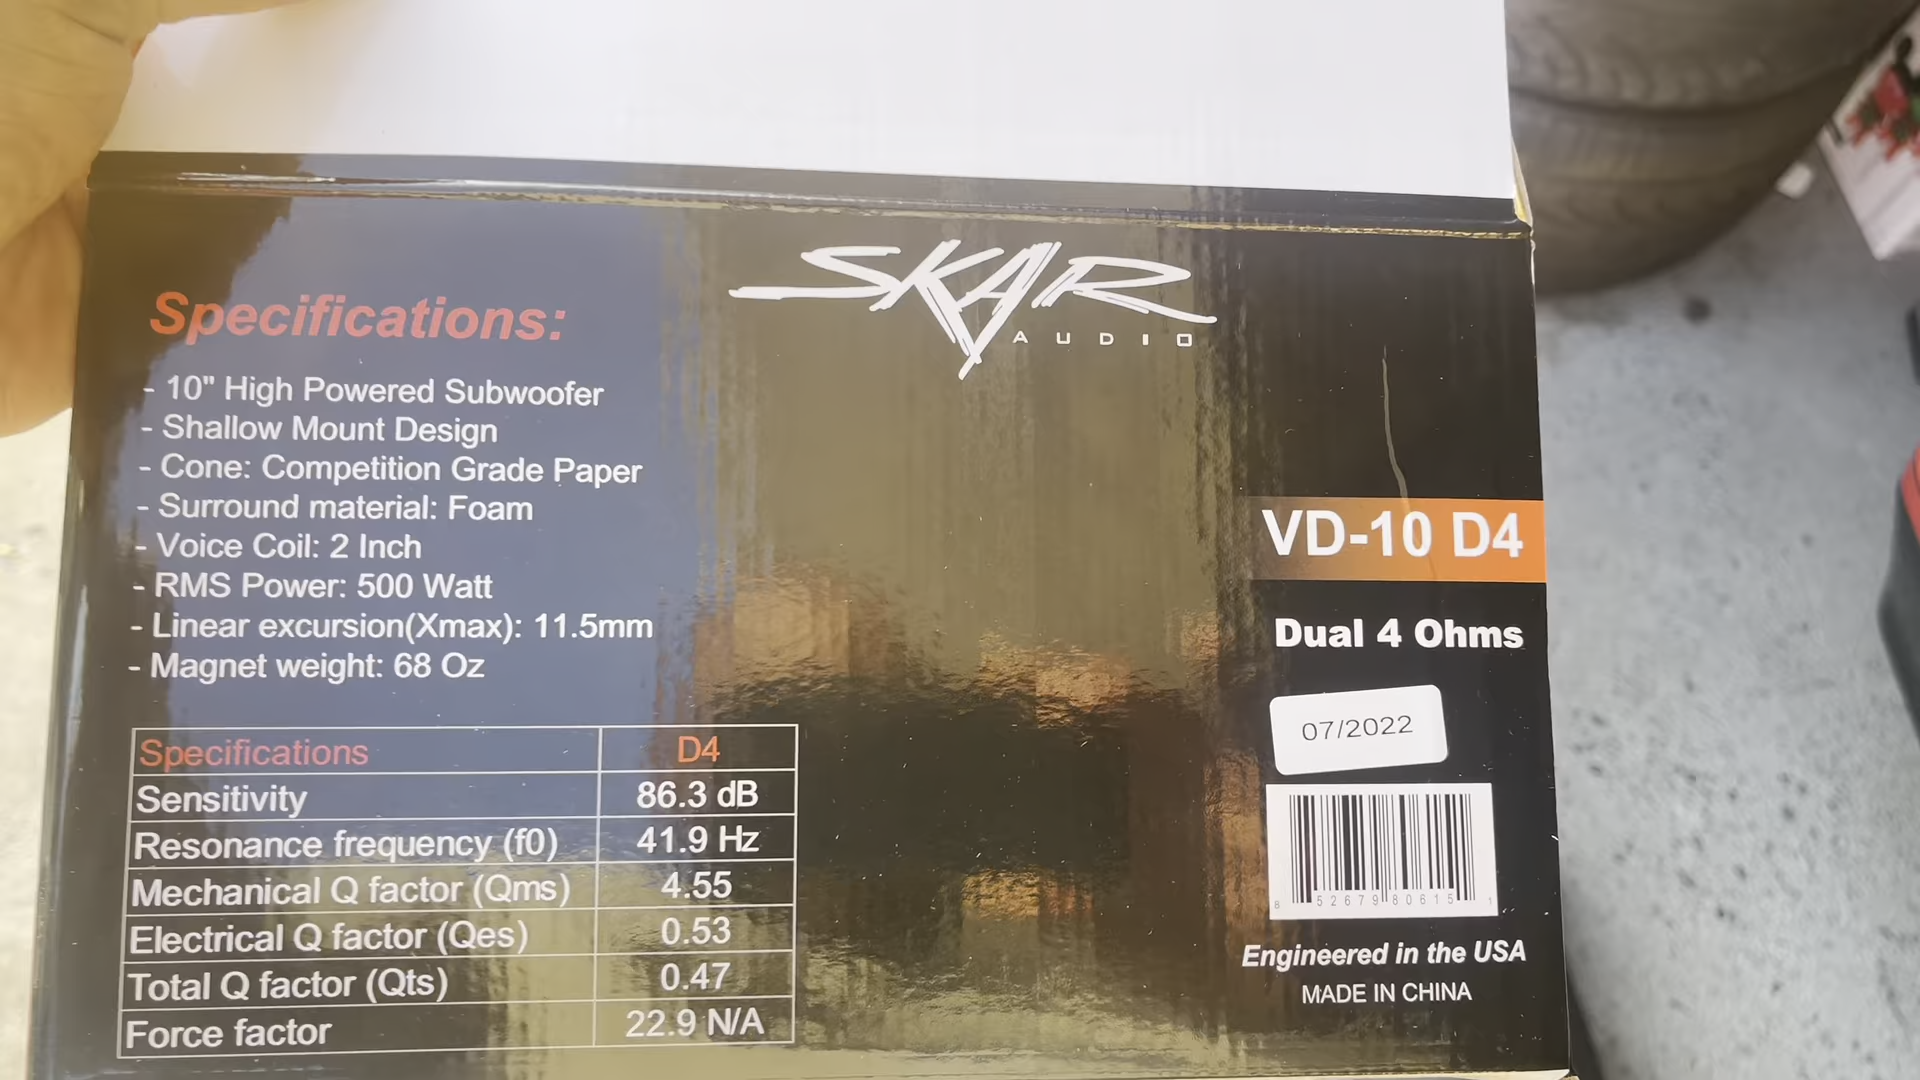 SKAR
AUDIO
Specifications:
- 10" High Powered Subwoofer
- Shallow Mount Design
- Cone: Competition Grade Paper
- Surround material: Foam
- Voice Coil: 2 Inch
- RMS Power: 500 Watt
- Linear excursion(Xmax): 11.5mm
- Magnet weight: 68 Oz
Specifications D4
Sensitivity 86.3 dB
Resonance frequency (f0) 41.9 Hz
Mechanical Q factor (Qms) 4.55
Electrical Q factor (Qes) 0.53
Total Q factor (Qts) 0.47
Force factor 22.9 N/A
VD-10 D4
Dual 4 Ohms
07/2022
8 52679 80615 1
Engineered in the USA
MADE IN CHINA